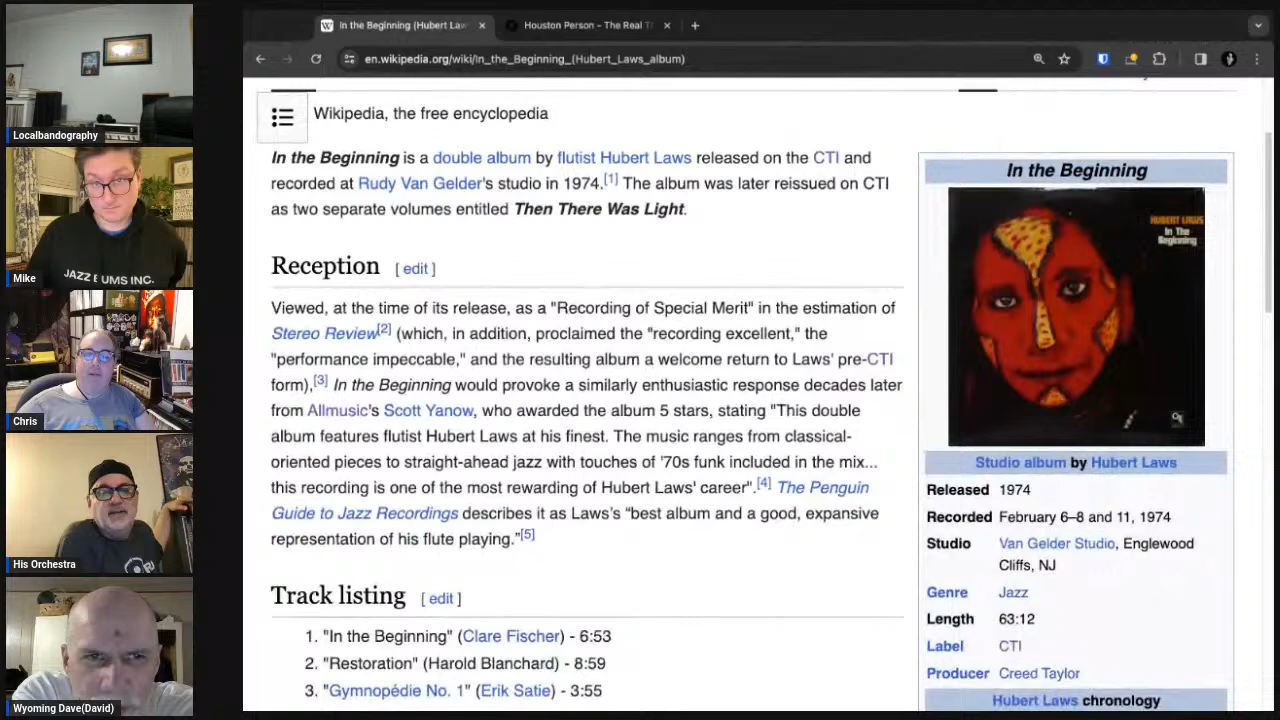 Localbandography
Mike
JAZZ BUMS INC.
Chris
His Orchestra
Wyoming Dave(David)
In the Beginning (Hubert Law
Houston Person - The Real T
en.wikipedia.org/wiki/In_the_Beginning_(Hubert_Laws_album)
Wikipedia, the free encyclopedia
In the Beginning is a double album by flutist Hubert Laws released on the CTI and
recorded at Rudy Van Gelder's studio in 1974.[1] The album was later reissued on CTI
as two separate volumes entitled Then There Was Light.
Reception [ edit ]
Viewed, at the time of its release, as a "Recording of Special Merit" in the estimation of
Stereo Review[2] (which, in addition, proclaimed the "recording excellent," the
"performance impeccable," and the resulting album a welcome return to Laws' pre-CTI
form),[3] In the Beginning would provoke a similarly enthusiastic response decades later
from Allmusic's Scott Yanow, who awarded the album 5 stars, stating "This double
album features flutist Hubert Laws at his finest. The music ranges from classical-
oriented pieces to straight-ahead jazz with touches of '70s funk included in the mix...
this recording is one of the most rewarding of Hubert Laws' career".[4] The Penguin
Guide to Jazz Recordings describes it as Laws's “best album and a good, expansive
representation of his flute playing.”[5]
Track listing [ edit ]
1. "In the Beginning" (Clare Fischer) - 6:53
2. "Restoration" (Harold Blanchard) - 8:59
3. "Gymnopédie No. 1" (Erik Satie) - 3:55
In the Beginning
HUBERT LAWS
In The
Beginning
Studio album by Hubert Laws
Released 1974
Recorded February 6–8 and 11, 1974
Studio Van Gelder Studio, Englewood
Cliffs, NJ
Genre Jazz
Length 63:12
Label CTI
Producer Creed Taylor
Hubert Laws chronology